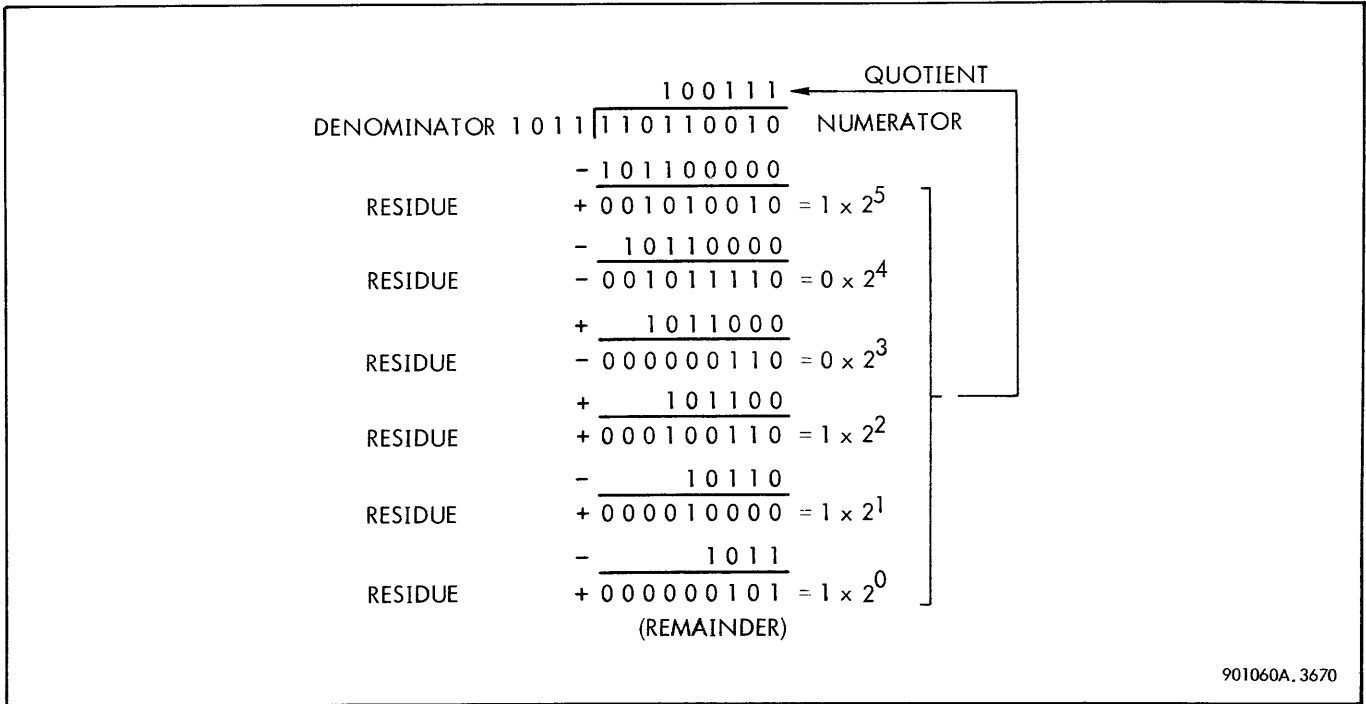 QUOTIENT
100111
DENOMINATOR 1011 110110010 NUMERATOR
- 101100000
RESIDUE + 001010010 = 1 x 2^5
- 10110000
RESIDUE - 001011110 = 0 x 2^4
+ 1011000
RESIDUE - 000000110 = 0 x 2^3
+ 101100
RESIDUE + 000100110 = 1 x 2^2
- 10110
RESIDUE + 000010000 = 1 x 2^1
- 1011
RESIDUE + 000000101 = 1 x 2^0
(REMAINDER)
901060A.3670